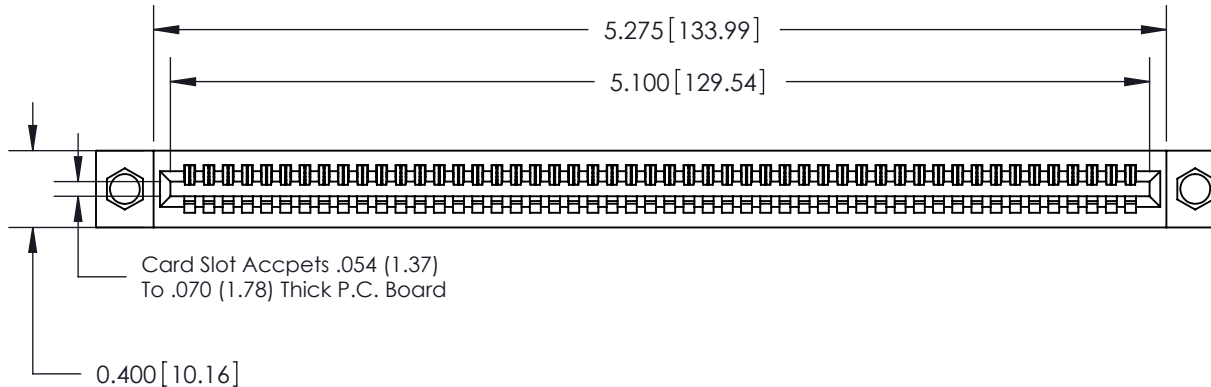 5.275[133.99]
5.100[129.54]
Card Slot Accpets .054 (1.37)
To .070 (1.78) Thick P.C. Board
0.400[10.16]